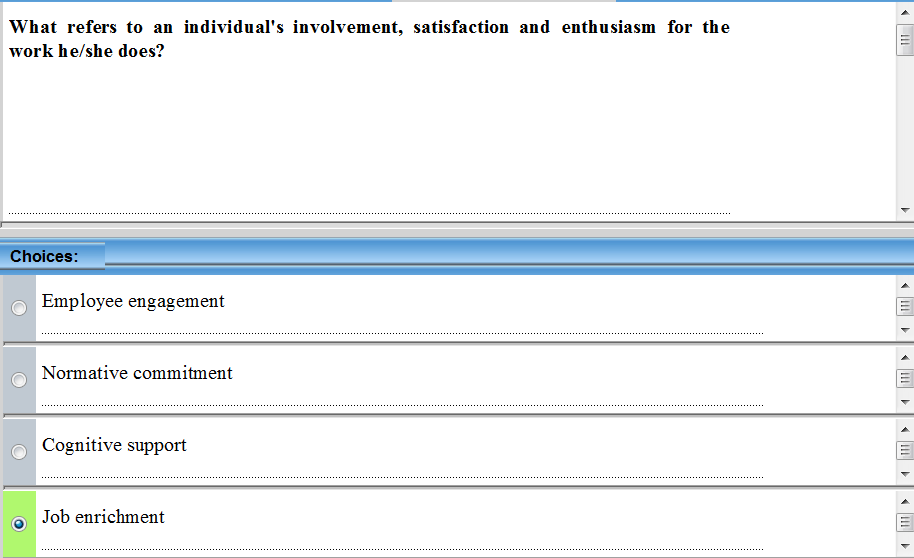 What refers to an individual's involvement, satisfaction and enthusiasm for the
work he/she does?
Choices:
Employee engagement
Normative commitment
Cognitive support
Job enrichment